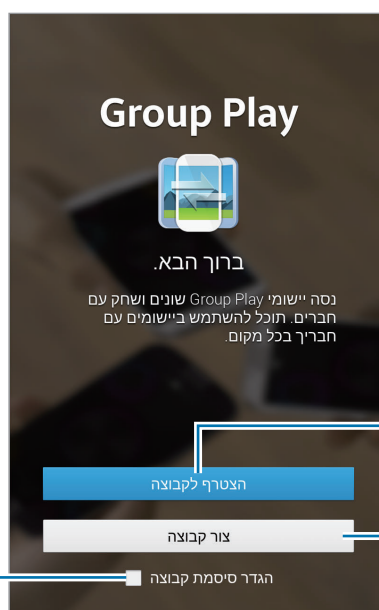 Group Play
ברוך הבא.
נסה יישומי Group Play שונים ושחק עם
חברים. תוכל להשתמש ביישומים עם
חבריך בכל מקום.
הצטרף לקבוצה
צור קבוצה
הגדר סיסמת קבוצה